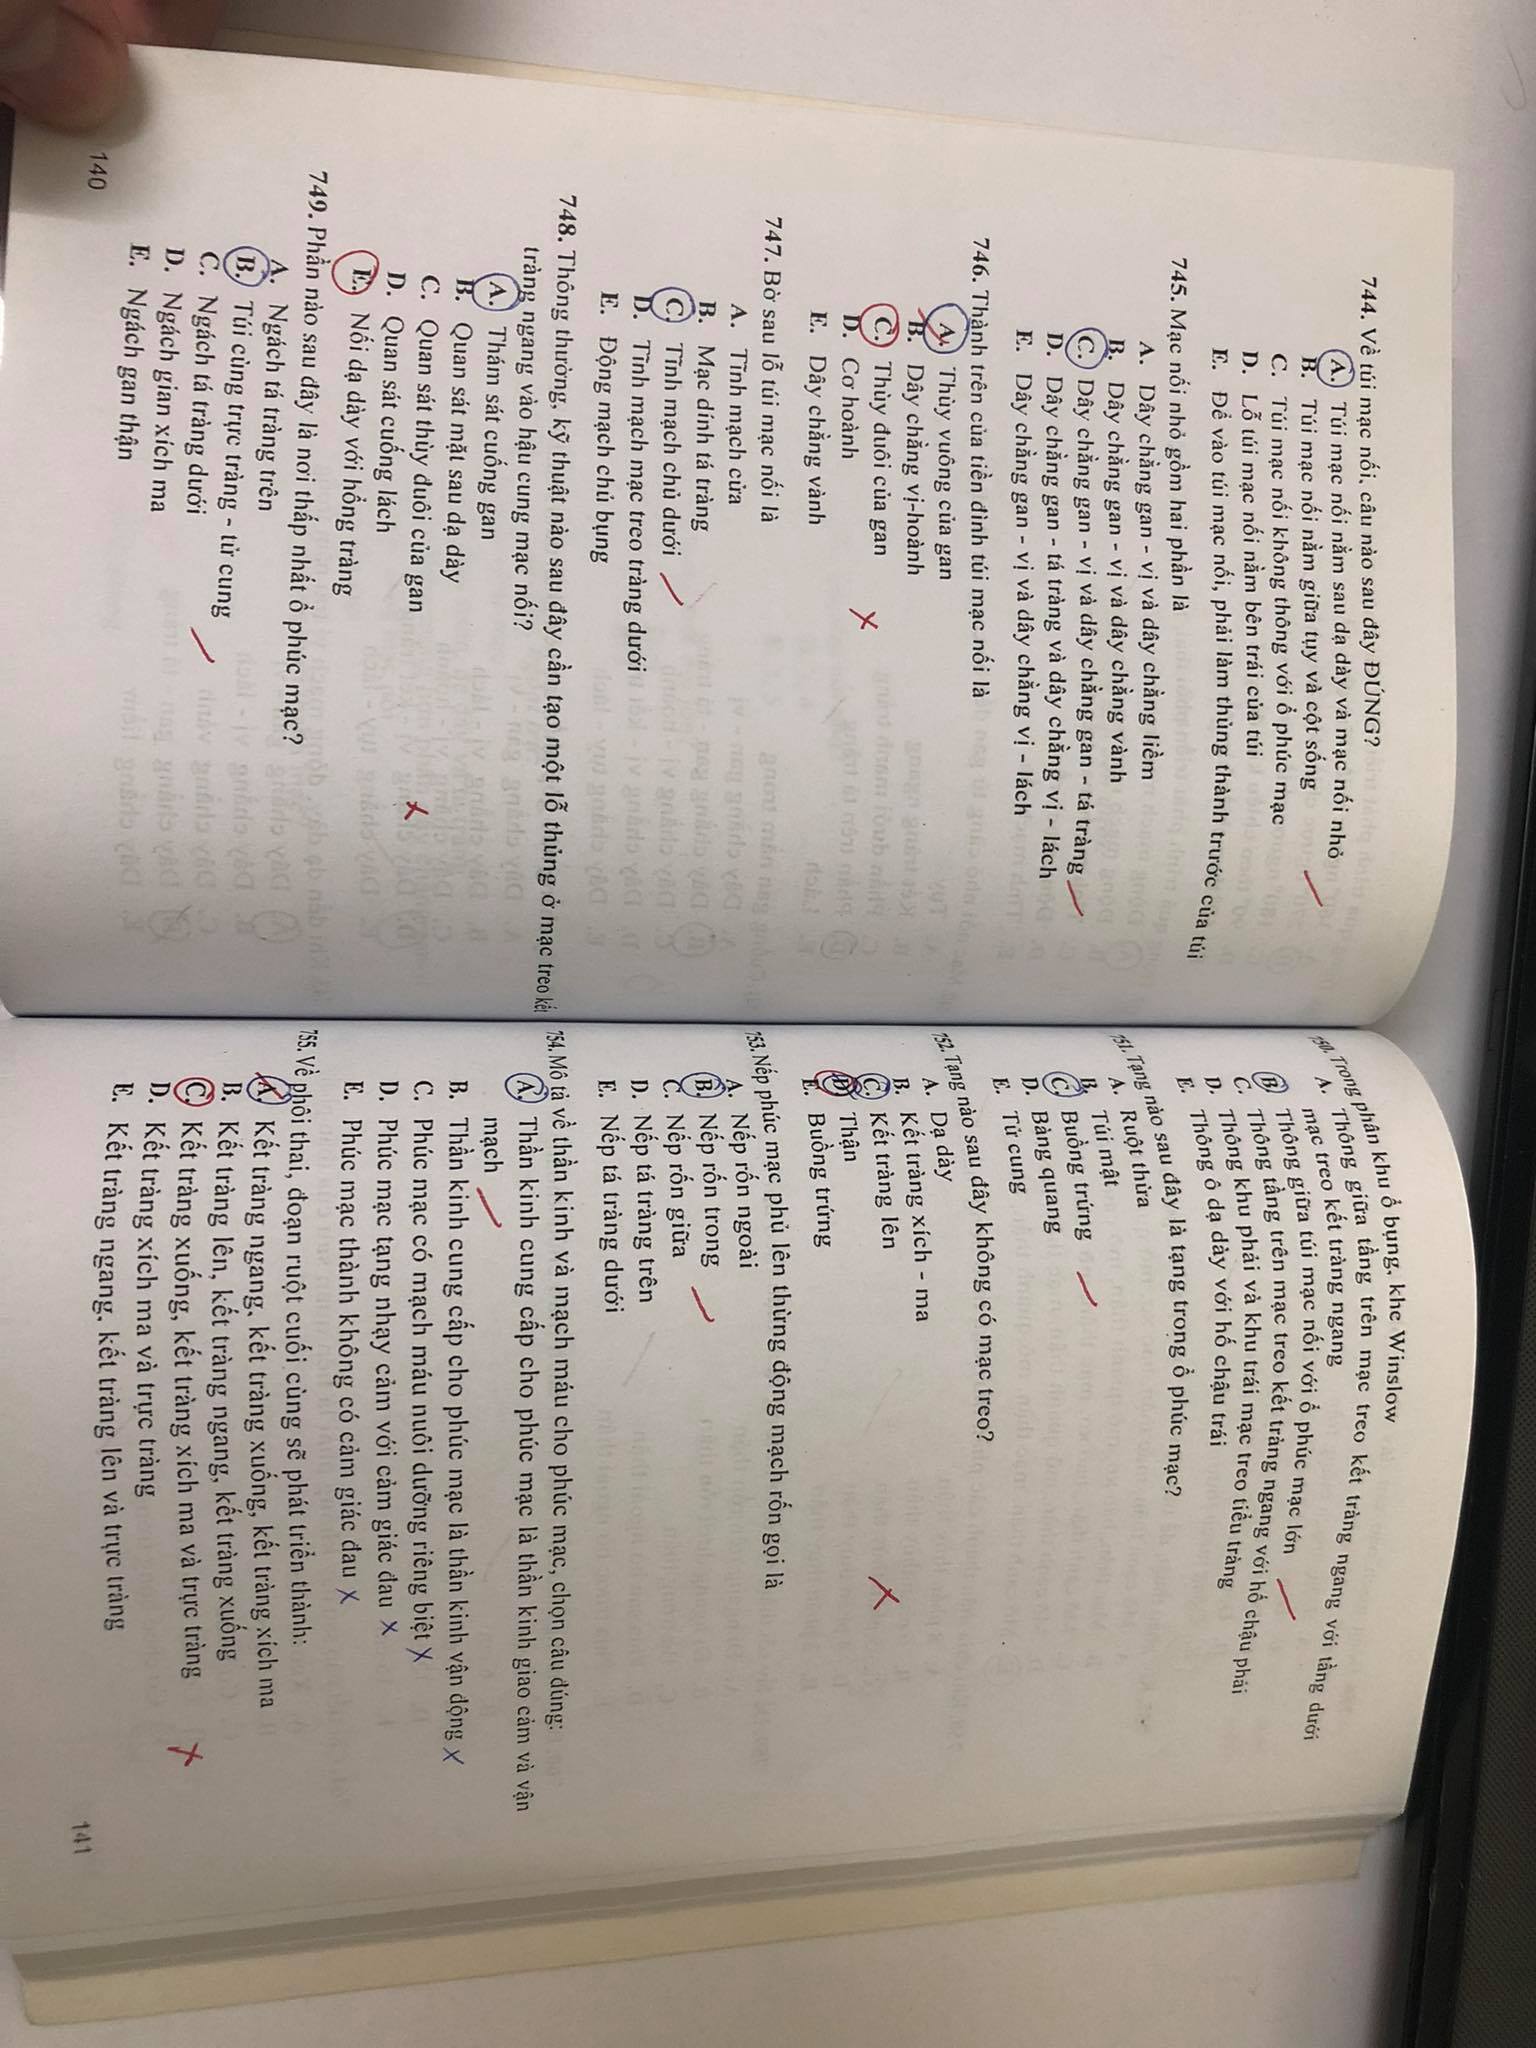 744. Về túi mạc nối, câu nào sau đây ĐÚNG?
A. Túi mạc nối nằm sau dạ dày và mạc nối nhỏ
B. Túi mạc nối nằm giữa tụy và cột sống
C. Túi mạc nối không thông với ổ phúc mạc
D. Lỗ túi mạc nối nằm bên trái của túi
E. Để vào túi mạc nối, phải làm thủng thành trước của túi
745. Mạc nối nhỏ gồm hai phần là
A. Dây chằng gan - vị và dây chằng liềm
B. Dây chằng gan - vị và dây chằng vành
C. Dây chằng gan - vị và dây chằng gan - tá tràng
D. Dây chằng gan - tá tràng và dây chằng vị - lách
E. Dây chằng gan - vị và dây chằng vị - lách
746. Thành trên của tiền đình túi mạc nối là
A. Thùy vuông của gan
B. Dây chằng vị-hoành
C. Thùy đuôi của gan
D. Cơ hoành
E. Dây chằng vành
747. Bờ sau lỗ túi mạc nối là
A. Tĩnh mạch cửa
B. Mạc dính tá tràng
C. Tĩnh mạch chủ dưới
D. Tĩnh mạch mạc treo tràng dưới
E. Động mạch chủ bụng
748. Thông thường, kỹ thuật nào sau đây cần tạo một lỗ thủng ở mạc treo kết
tràng ngang vào hậu cung mạc nối?
A. Thám sát cuống gan
B. Quan sát mặt sau dạ dày
C. Quan sát thùy đuôi của gan
D. Quan sát cuống lách
E. Nối dạ dày với hổng tràng
749. Phần nào sau đây là nơi thấp nhất ổ phúc mạc?
A. Ngách tá tràng trên
B. Túi cùng trực tràng - tử cung
C. Ngách tá tràng dưới
D. Ngách gian xích ma
E. Ngách gan thận
140
750. Trong phân khu ổ bụng, khe Winslow
A. Thông giữa tầng trên mạc treo kết tràng ngang với tầng dưới
mạc treo kết tràng ngang
B. Thông giữa túi mạc nối với ổ phúc mạc lớn
C. Thông tầng trên mạc treo kết tràng ngang với hố chậu phải
D. Thông khu phải và khu trái mạc treo tiểu tràng
E. Thông ô dạ dày với hố chậu trái
751. Tạng nào sau đây là tạng trong ổ phúc mạc?
A. Ruột thừa
B. Túi mật
C. Buồng trứng
D. Bàng quang
E. Tử cung
752. Tạng nào sau đây không có mạc treo?
A. Dạ dày
B. Kết tràng xích - ma
C. Kết tràng lên
D. Thận
E. Buồng trứng
753. Nếp phúc mạc phủ lên thừng động mạch rốn gọi là
A. Nếp rốn ngoài
B. Nếp rốn trong
C. Nếp rốn giữa
D. Nếp tá tràng trên
E. Nếp tá tràng dưới
754. Mô tả về thần kinh và mạch máu cho phúc mạc, chọn câu đúng:
A. Thần kinh cung cấp cho phúc mạc là thần kinh giao cảm và vận
mạch
B. Thần kinh cung cấp cho phúc mạc là thần kinh vận động
C. Phúc mạc có mạch máu nuôi dưỡng riêng biệt
D. Phúc mạc tạng nhạy cảm với cảm giác đau
E. Phúc mạc thành không có cảm giác đau
755. Về phôi thai, đoạn ruột cuối cùng sẽ phát triển thành:
A. Kết tràng ngang, kết tràng xuống, kết tràng xích ma
B. Kết tràng lên, kết tràng ngang, kết tràng xuống
C. Kết tràng xuống, kết tràng xích ma và trực tràng
D. Kết tràng xích ma và trực tràng
E. Kết tràng ngang, kết tràng lên và trực tràng
141